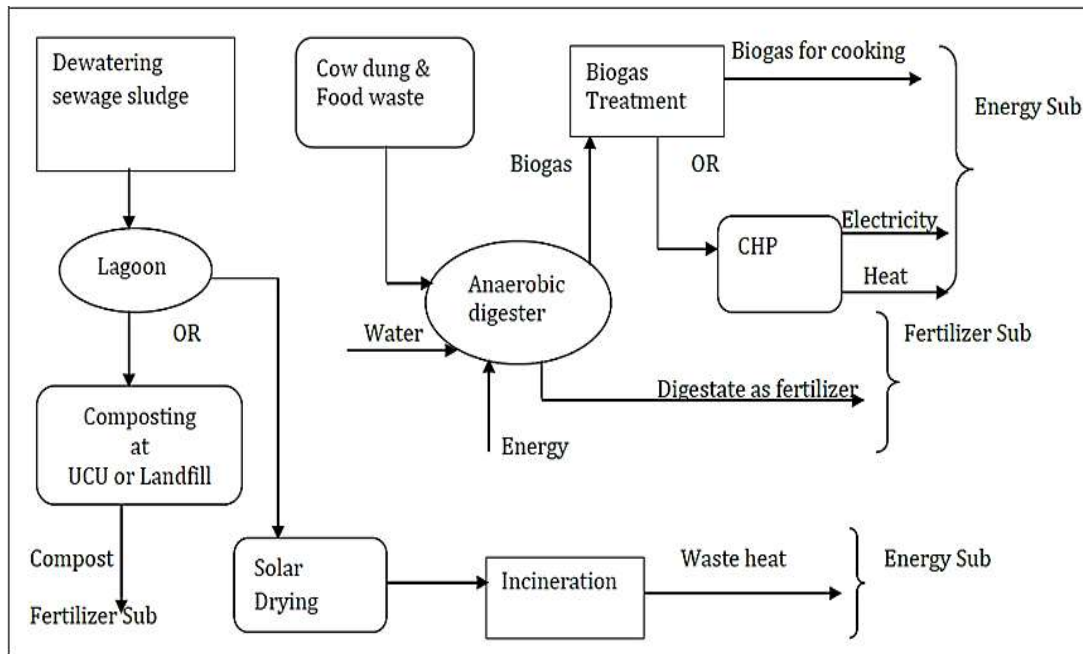 Dewatering
sewage sludge
Cow dung &
Food waste
Biogas
Treatment
Biogas for cooking
Energy Sub
Biogas
OR
Lagoon
OR
Anaerobic
digester
CHP
Electricity
Heat
Water
Fertilizer Sub
Composting
at
UCU or Landfill
Digestate as fertilizer
Energy
Compost
Fertilizer Sub
Solar
Drying
Incineration
Waste heat
Energy Sub